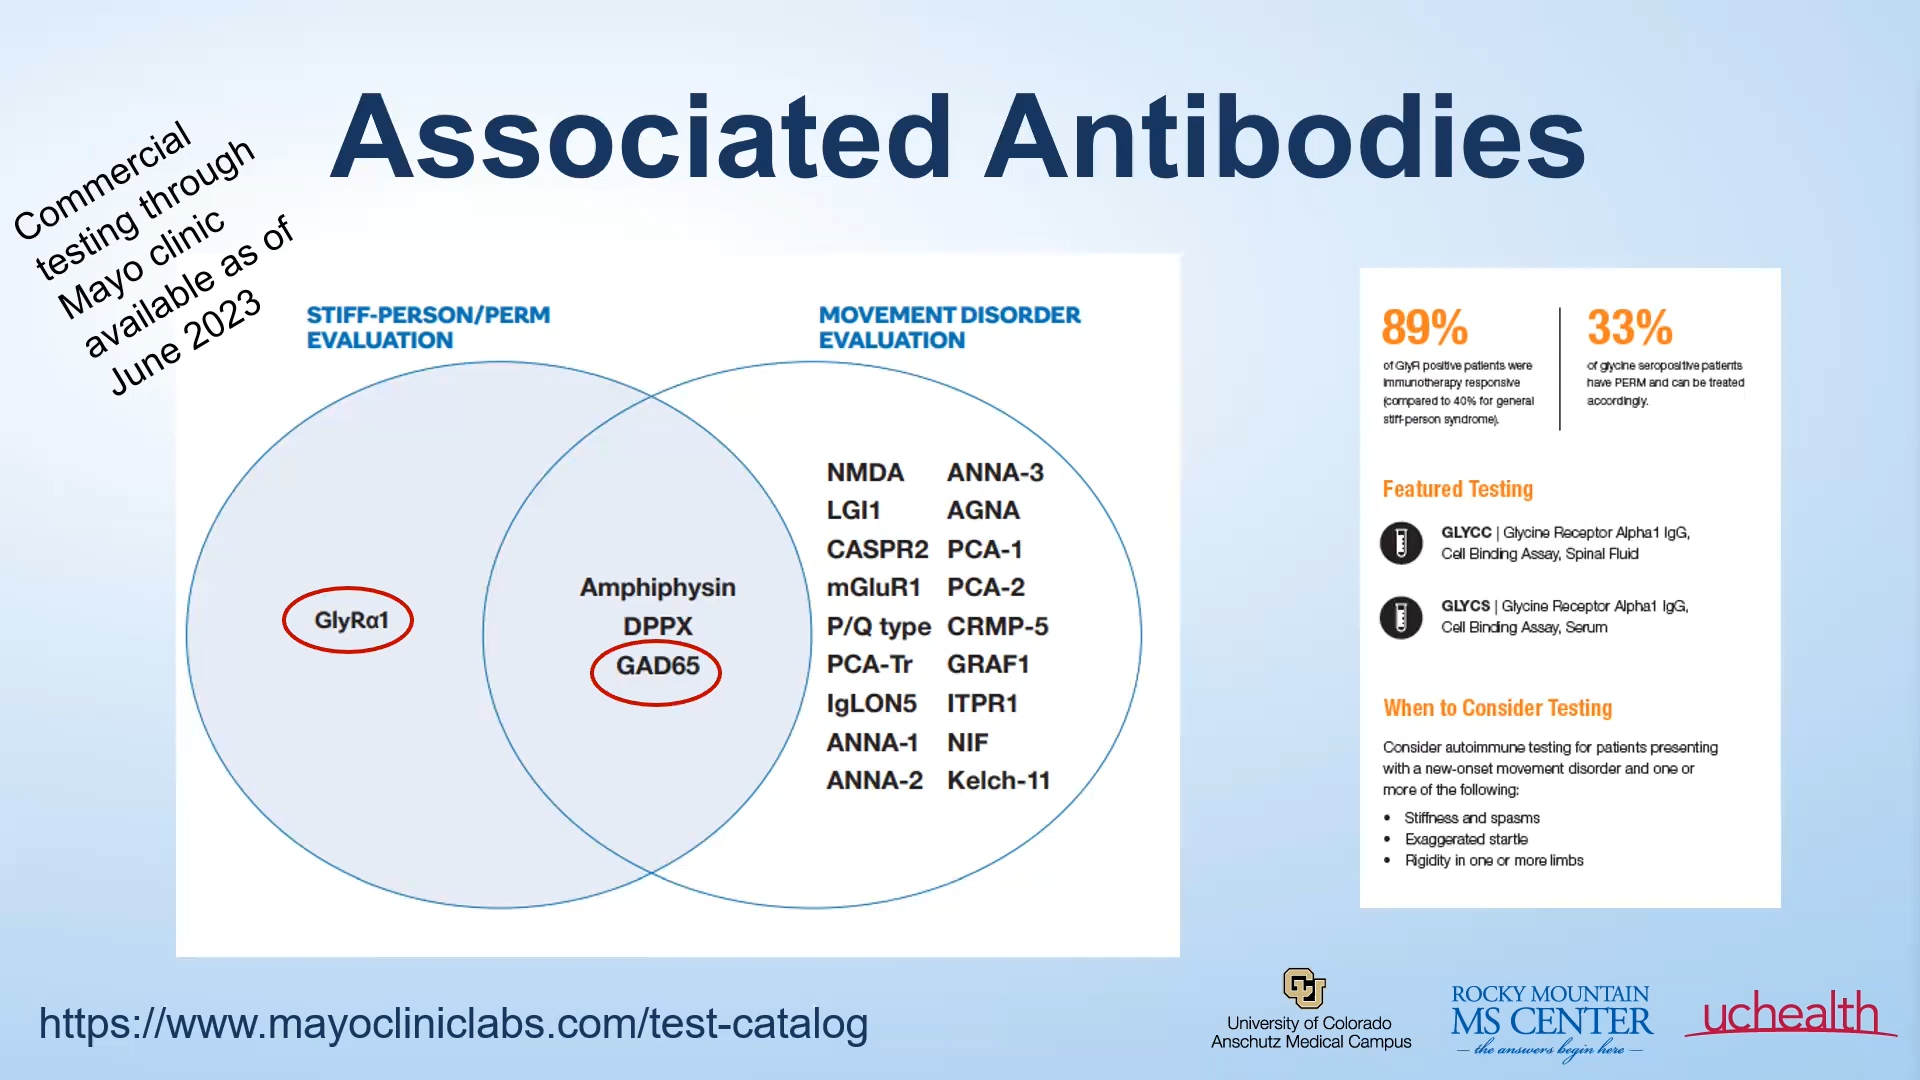 Associated Antibodies
Commercial
testing through
Mayo clinic
available as of
June 2023
STIFF-PERSON/PERM
EVALUATION
MOVEMENT DISORDER
EVALUATION
GlyRα1
Amphiphysin
DPPX
GAD65
NMDA ANNA-3
LGI1 AGNA
CASPR2 PCA-1
mGluR1 PCA-2
P/Q type CRMP-5
PCA-Tr GRAF1
IgLON5 ITPR1
ANNA-1 NIF
ANNA-2 Kelch-11
89%
of GlyR positive patients were
immunotherapy responsive
(compared to 40% for general
stiff-person syndrome).
33%
of glycine seropositive patients
have PERM and can be treated
accordingly.
Featured Testing
GLYCC | Glycine Receptor Alpha1 IgG,
Cell Binding Assay, Spinal Fluid
GLYCS | Glycine Receptor Alpha1 IgG,
Cell Binding Assay, Serum
When to Consider Testing
Consider autoimmune testing for patients presenting
with a new-onset movement disorder and one or
more of the following:
• Stiffness and spasms
• Exaggerated startle
• Rigidity in one or more limbs
https://www.mayocliniclabs.com/test-catalog
CU
University of Colorado
Anschutz Medical Campus
ROCKY MOUNTAIN
MS CENTER
— the answers begin here —
uchealth